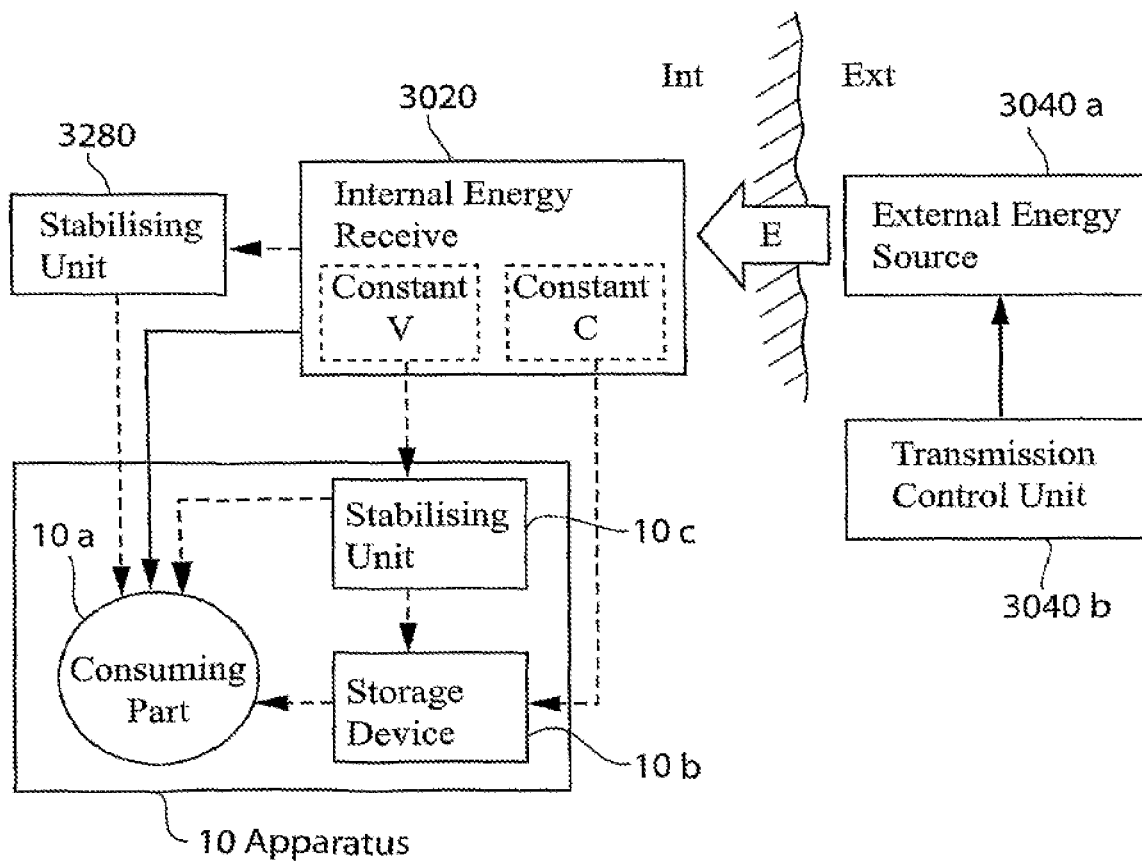 Int
Ext
3020
3040 a
3280
Stabilising
Unit
Internal Energy
Receive
Constant
V
Constant
C
E
External Energy
Source
Transmission
Control Unit
3040 b
10 a
Stabilising
Unit
10 c
Consuming
Part
Storage
Device
10 b
10 Apparatus